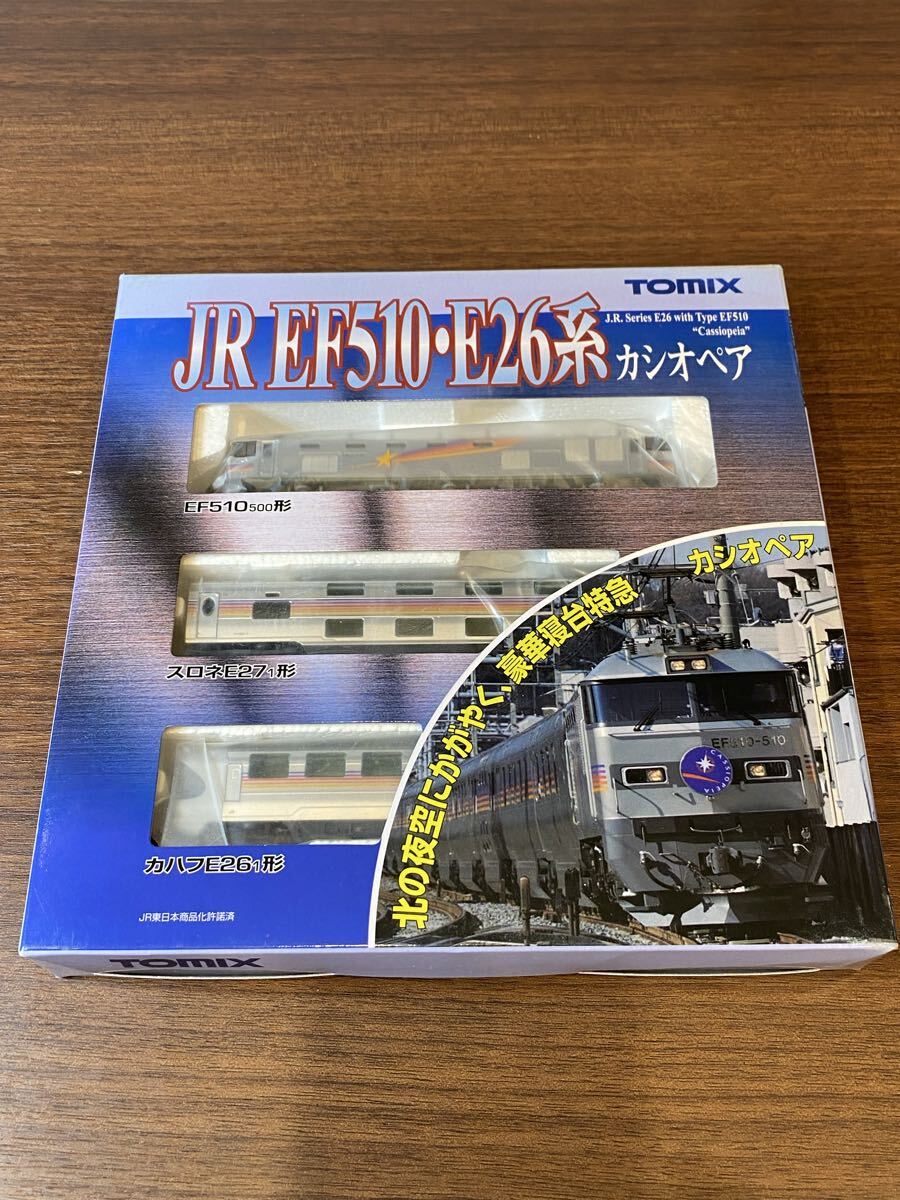 TOMIX
JR EF510・E26系
J.R. Series E26 with Type EF510
"Cassiopeia"
カシオペア
EF510 500形
スロネE27 1形
カハフE26 1形
北の夜空にかがやく、豪華寝台特急
カシオペア
EF510-510
CASSIOPEIA
JR東日本商品化許諾済
TOMIX